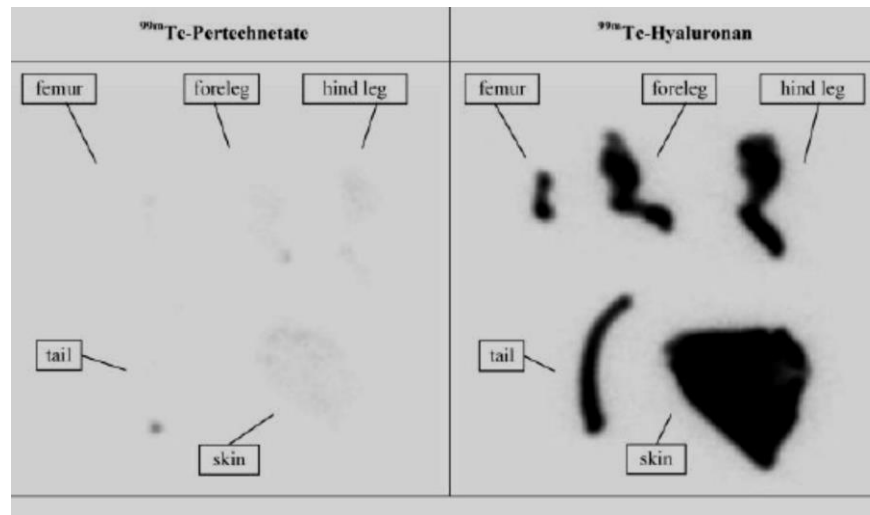 ⁹⁹ᵐTc-Pertechnetate
⁹⁹ᵐTc-Hyaluronan
femur
foreleg
hind leg
femur
foreleg
hind leg
tail
skin
tail
skin